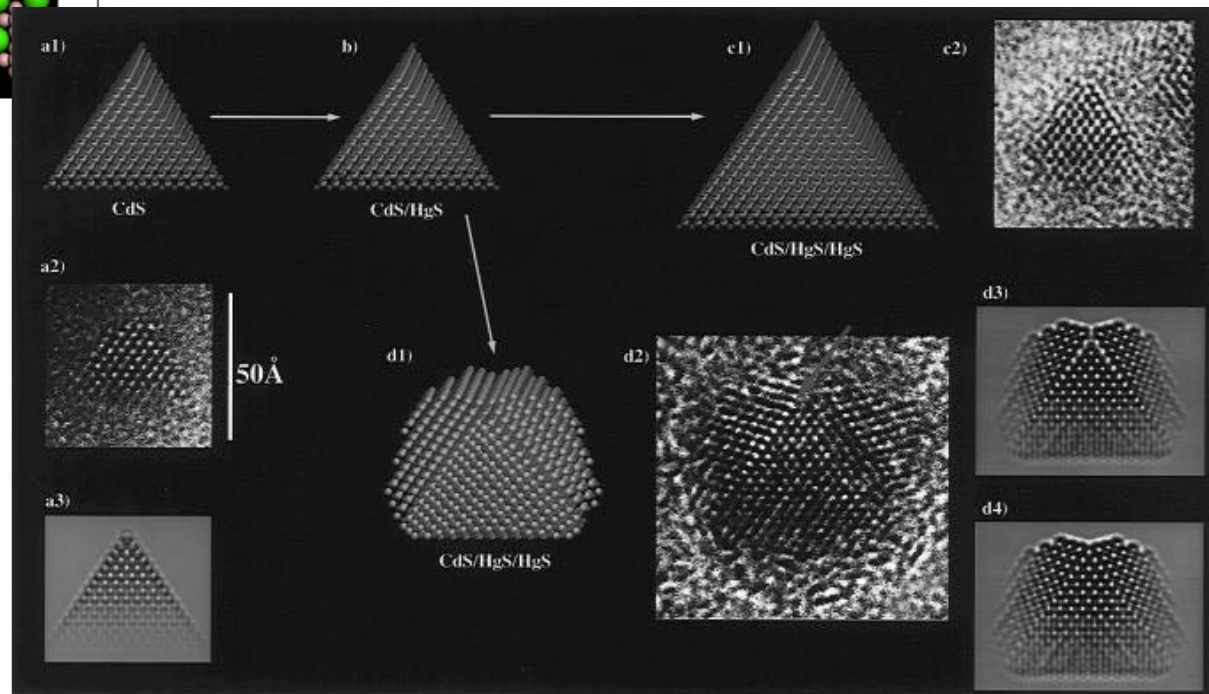 a1)
b)
c1)
c2)
CdS
CdS/HgS
CdS/HgS/HgS
a2)
50Å
d3)
d1)
d2)
a3)
d4)
CdS/HgS/HgS